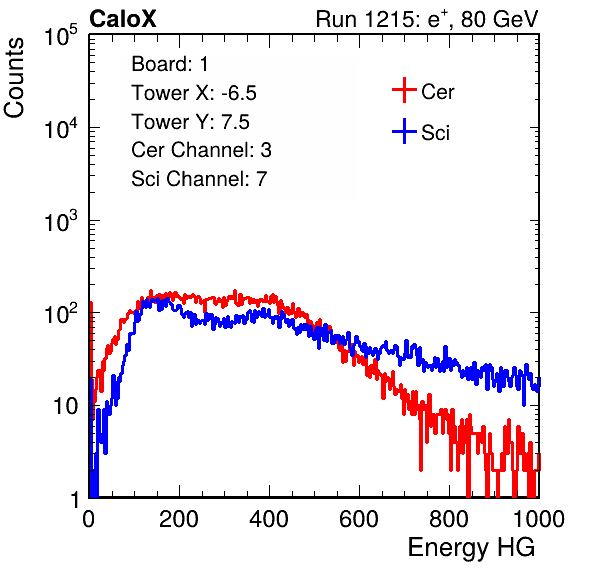 CaloX Run 1215: e⁺, 80 GeV
Counts
10⁵
10⁴
10³
10²
10
1
Board: 1
Tower X: -6.5
Tower Y: 7.5
Cer Channel: 3
Sci Channel: 7
Cer
Sci
0 200 400 600 800 1000
Energy HG